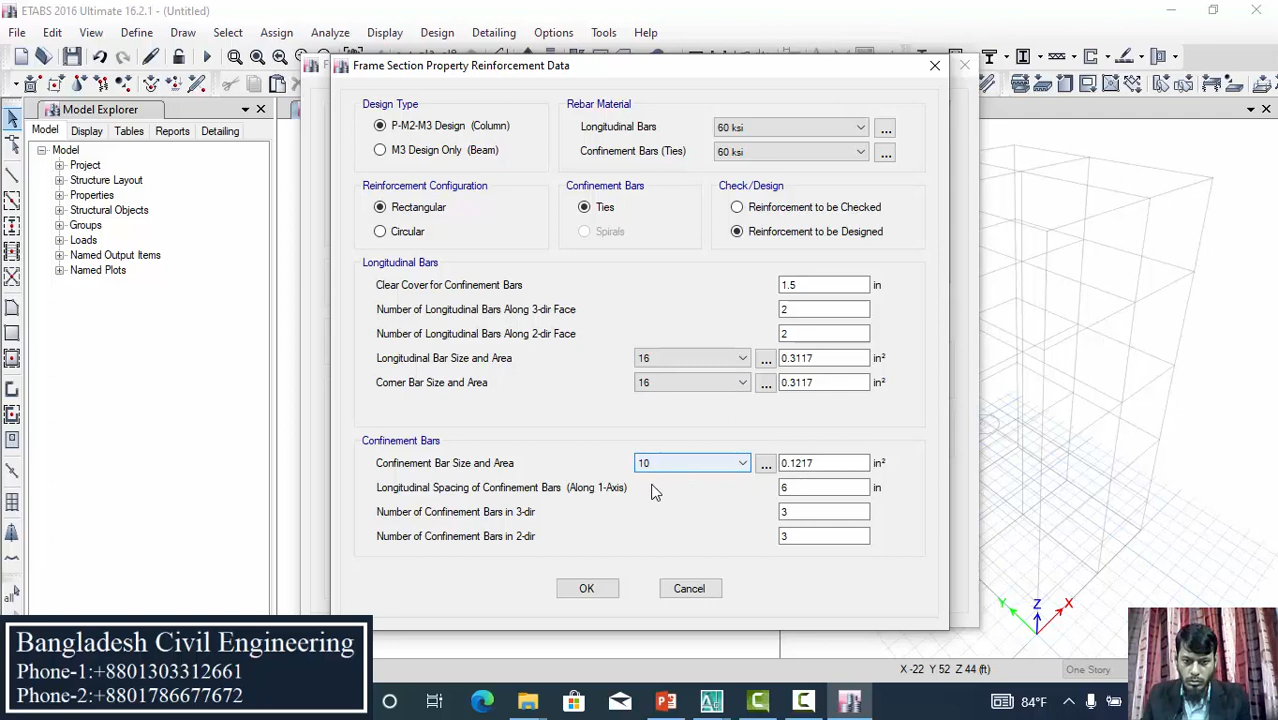 ETABS 2016 Ultimate 16.2.1 - (Untitled)
File Edit View Define Draw Select Assign Analyze Display Design Detailing Options Tools Help
Model Explorer
Model Display Tables Reports Detailing
Model
Project
Structure Layout
Properties
Structural Objects
Groups
Loads
Named Output Items
Named Plots
Frame Section Property Reinforcement Data
Design Type
P-M2-M3 Design (Column)
M3 Design Only (Beam)
Rebar Material
Longitudinal Bars 60 ksi ...
Confinement Bars (Ties) 60 ksi ...
Reinforcement Configuration
Rectangular
Circular
Confinement Bars
Ties
Spirals
Check/Design
Reinforcement to be Checked
Reinforcement to be Designed
Longitudinal Bars
Clear Cover for Confinement Bars 1.5 in
Number of Longitudinal Bars Along 3-dir Face 2
Number of Longitudinal Bars Along 2-dir Face 2
Longitudinal Bar Size and Area 16 ... 0.3117 in²
Corner Bar Size and Area 16 ... 0.3117 in²
Confinement Bars
Confinement Bar Size and Area 10 ... 0.1217 in²
Longitudinal Spacing of Confinement Bars (Along 1-Axis) 6 in
Number of Confinement Bars in 3-dir 3
Number of Confinement Bars in 2-dir 3
OK Cancel
Y Z X
X -22 Y 52 Z 44 (ft) One Story
Bangladesh Civil Engineering
Phone-1:+8801303312661
Phone-2:+8801786677672
84°F